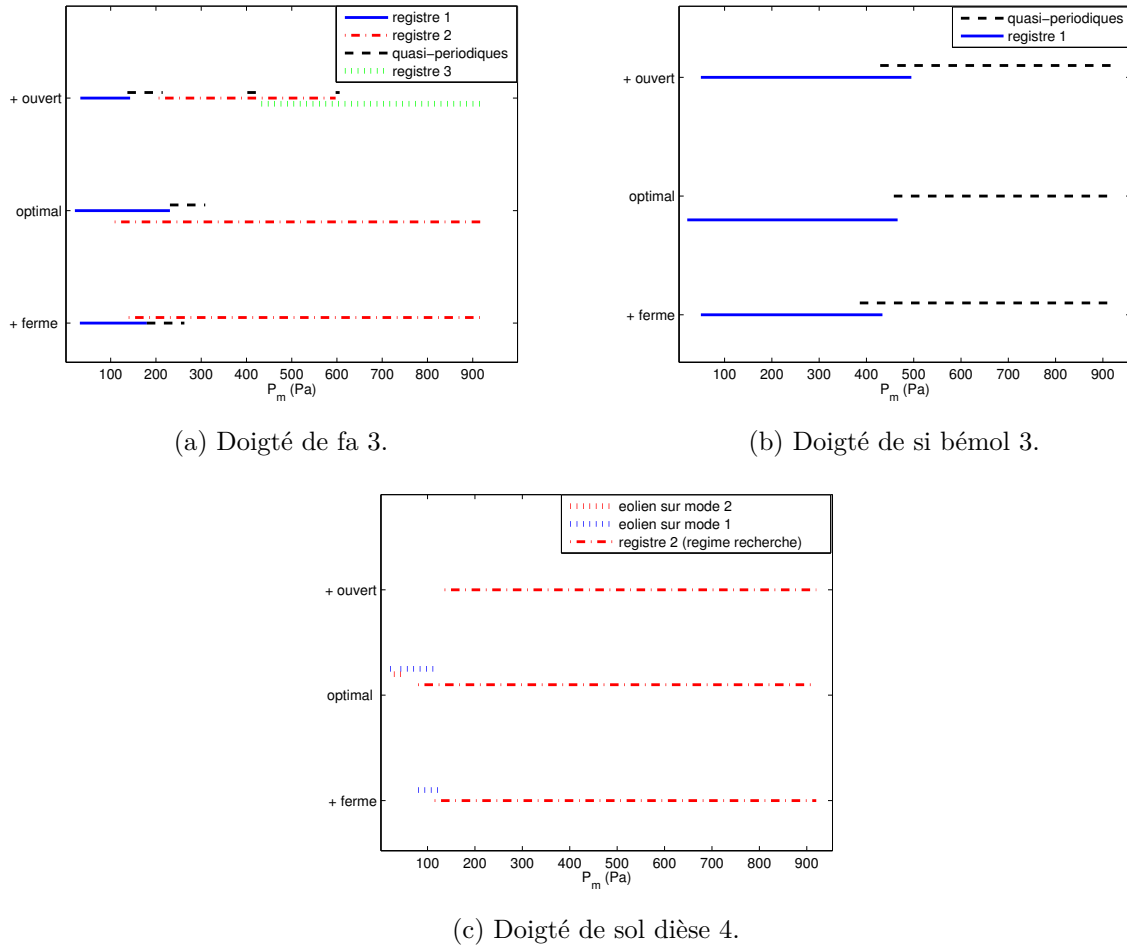 registre 1
registre 2
quasi-periodiques
registre 3
+ ouvert
optimal
+ ferme
100 200 300 400 500 600 700 800 900
P_m (Pa)
(a) Doigté de fa 3.
quasi-periodiques
registre 1
+ ouvert
optimal
+ ferme
100 200 300 400 500 600 700 800 900
P_m (Pa)
(b) Doigté de si bémol 3.
eolien sur mode 2
eolien sur mode 1
registre 2 (regime recherche)
+ ouvert
optimal
+ ferme
100 200 300 400 500 600 700 800 900
P_m (Pa)
(c) Doigté de sol dièse 4.